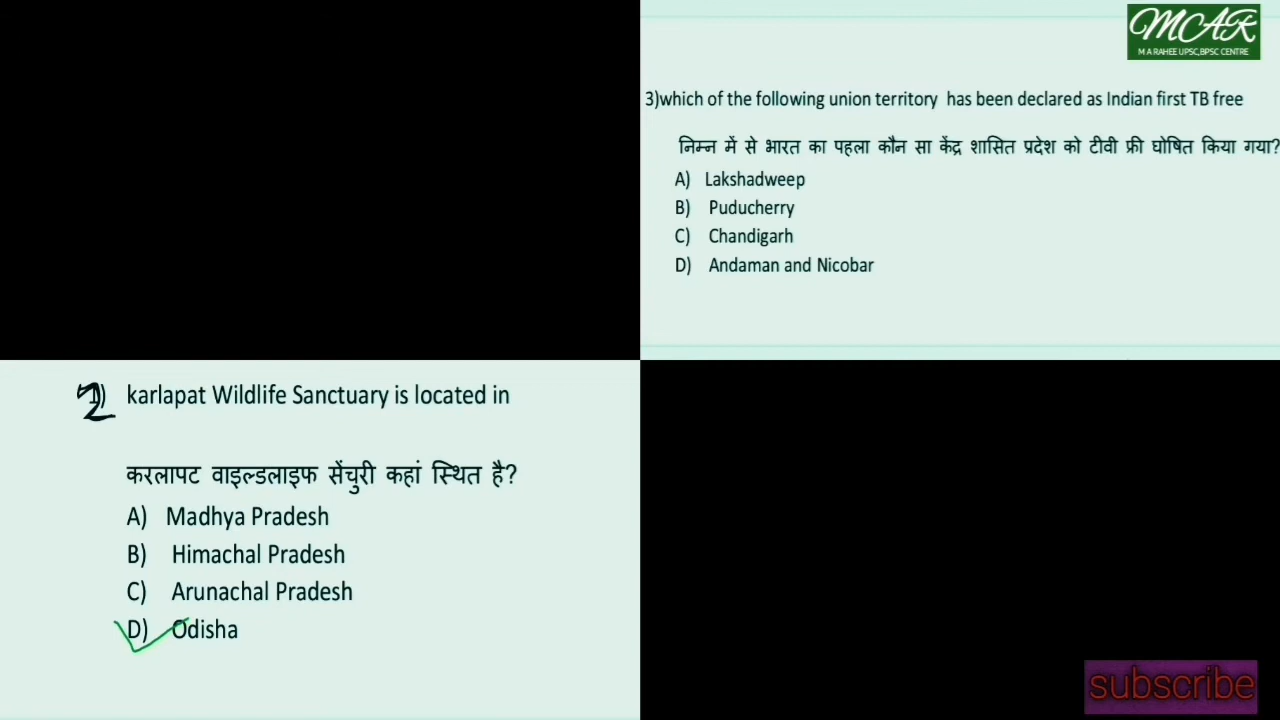 MCAR
M.A RAHEE UPSC,BPSC CENTRE
3)which of the following union territory has been declared as Indian first TB free
निम्न में से भारत का पहला कौन सा केंद्र शासित प्रदेश को टीवी फ्री घोषित किया गया?
A) Lakshadweep
B) Puducherry
C) Chandigarh
D) Andaman and Nicobar
2) karlapat Wildlife Sanctuary is located in
करलापट वाइल्डलाइफ सेंचुरी कहां स्थित है?
A) Madhya Pradesh
B) Himachal Pradesh
C) Arunachal Pradesh
D) Odisha
subscribe